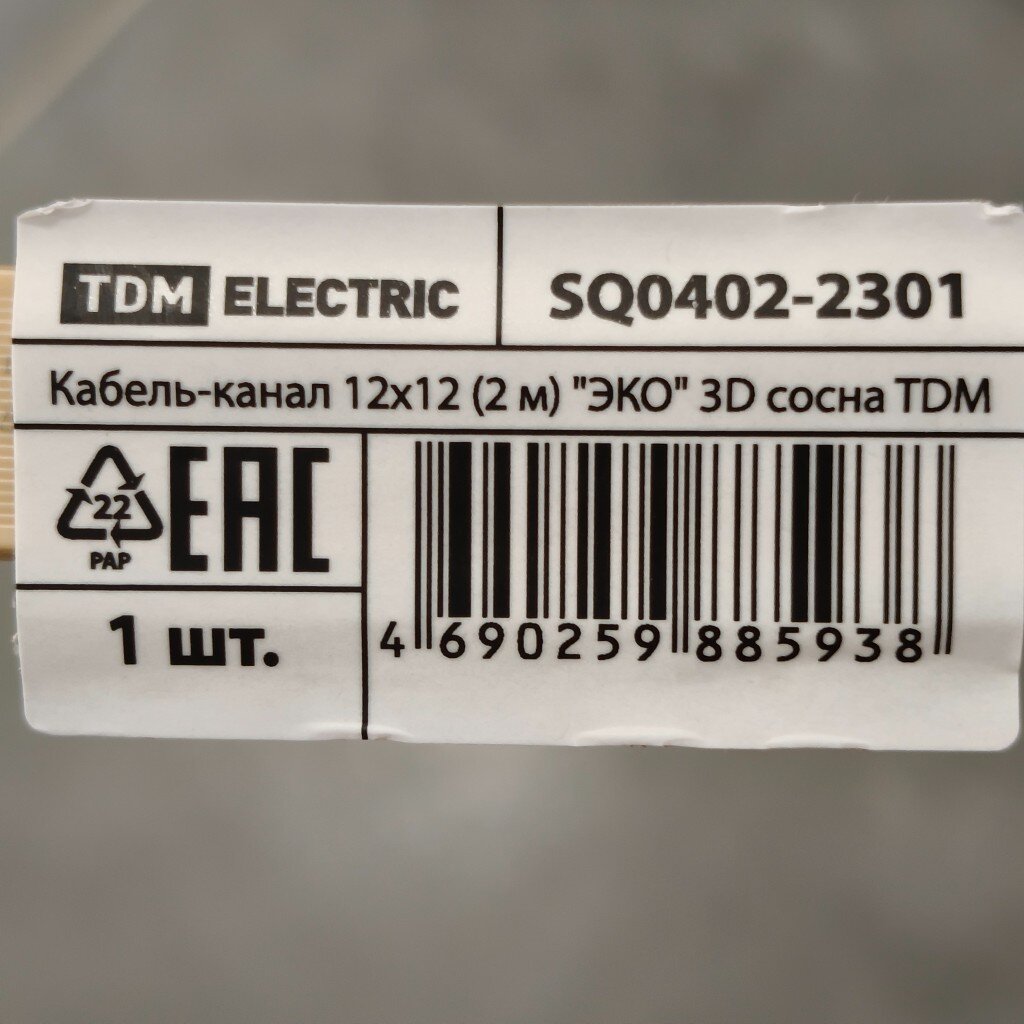 TDM ELECTRIC
SQ0402-2301
Кабель-канал 12х12 (2 м) "ЭКО" 3D сосна TDM
22
PAP
EAC
1 шт.
4 690259 885938